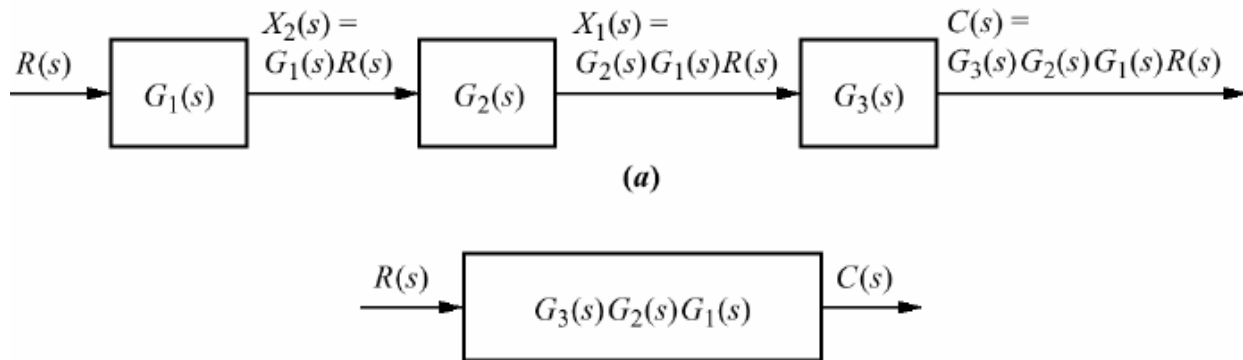 R(s)
G₁(s)
X₂(s) =
G₁(s)R(s)
G₂(s)
X₁(s) =
G₂(s)G₁(s)R(s)
G₃(s)
C(s) =
G₃(s)G₂(s)G₁(s)R(s)
(a)
R(s)
G₃(s)G₂(s)G₁(s)
C(s)